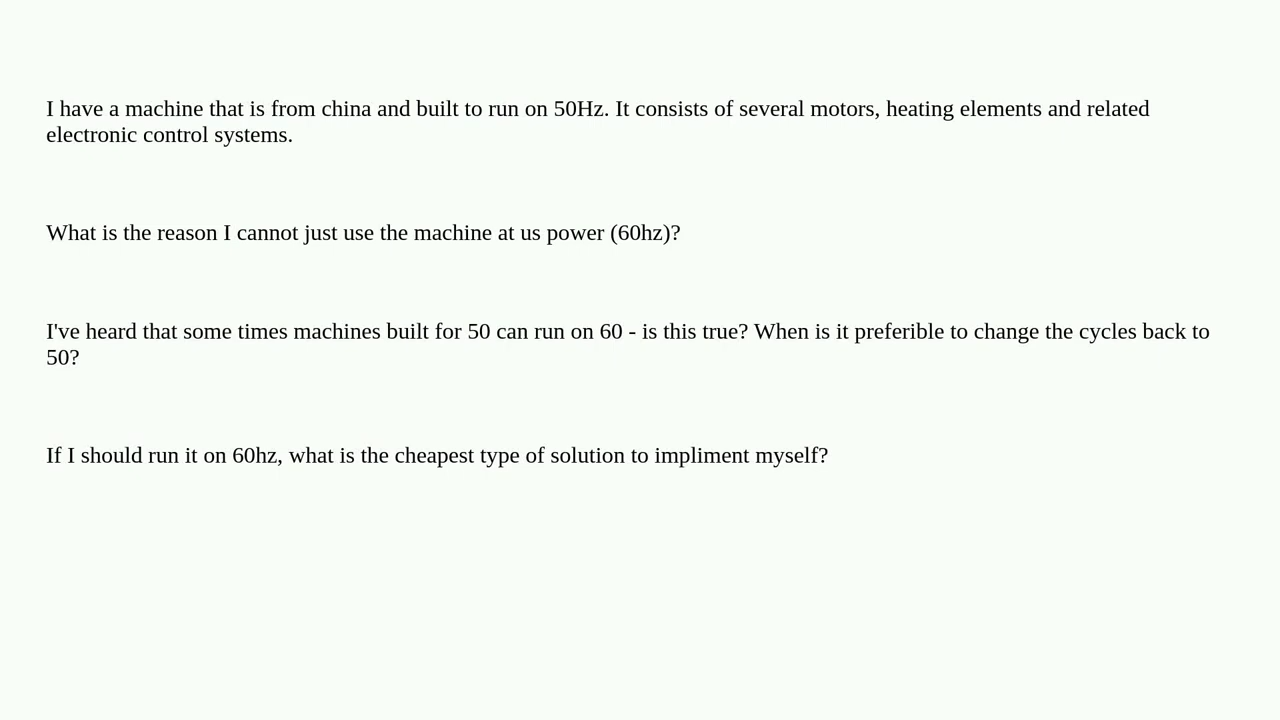 I have a machine that is from china and built to run on 50Hz. It consists of several motors, heating elements and related
electronic control systems.
What is the reason I cannot just use the machine at us power (60hz)?
I've heard that some times machines built for 50 can run on 60 - is this true? When is it preferible to change the cycles back to
50?
If I should run it on 60hz, what is the cheapest type of solution to impliment myself?